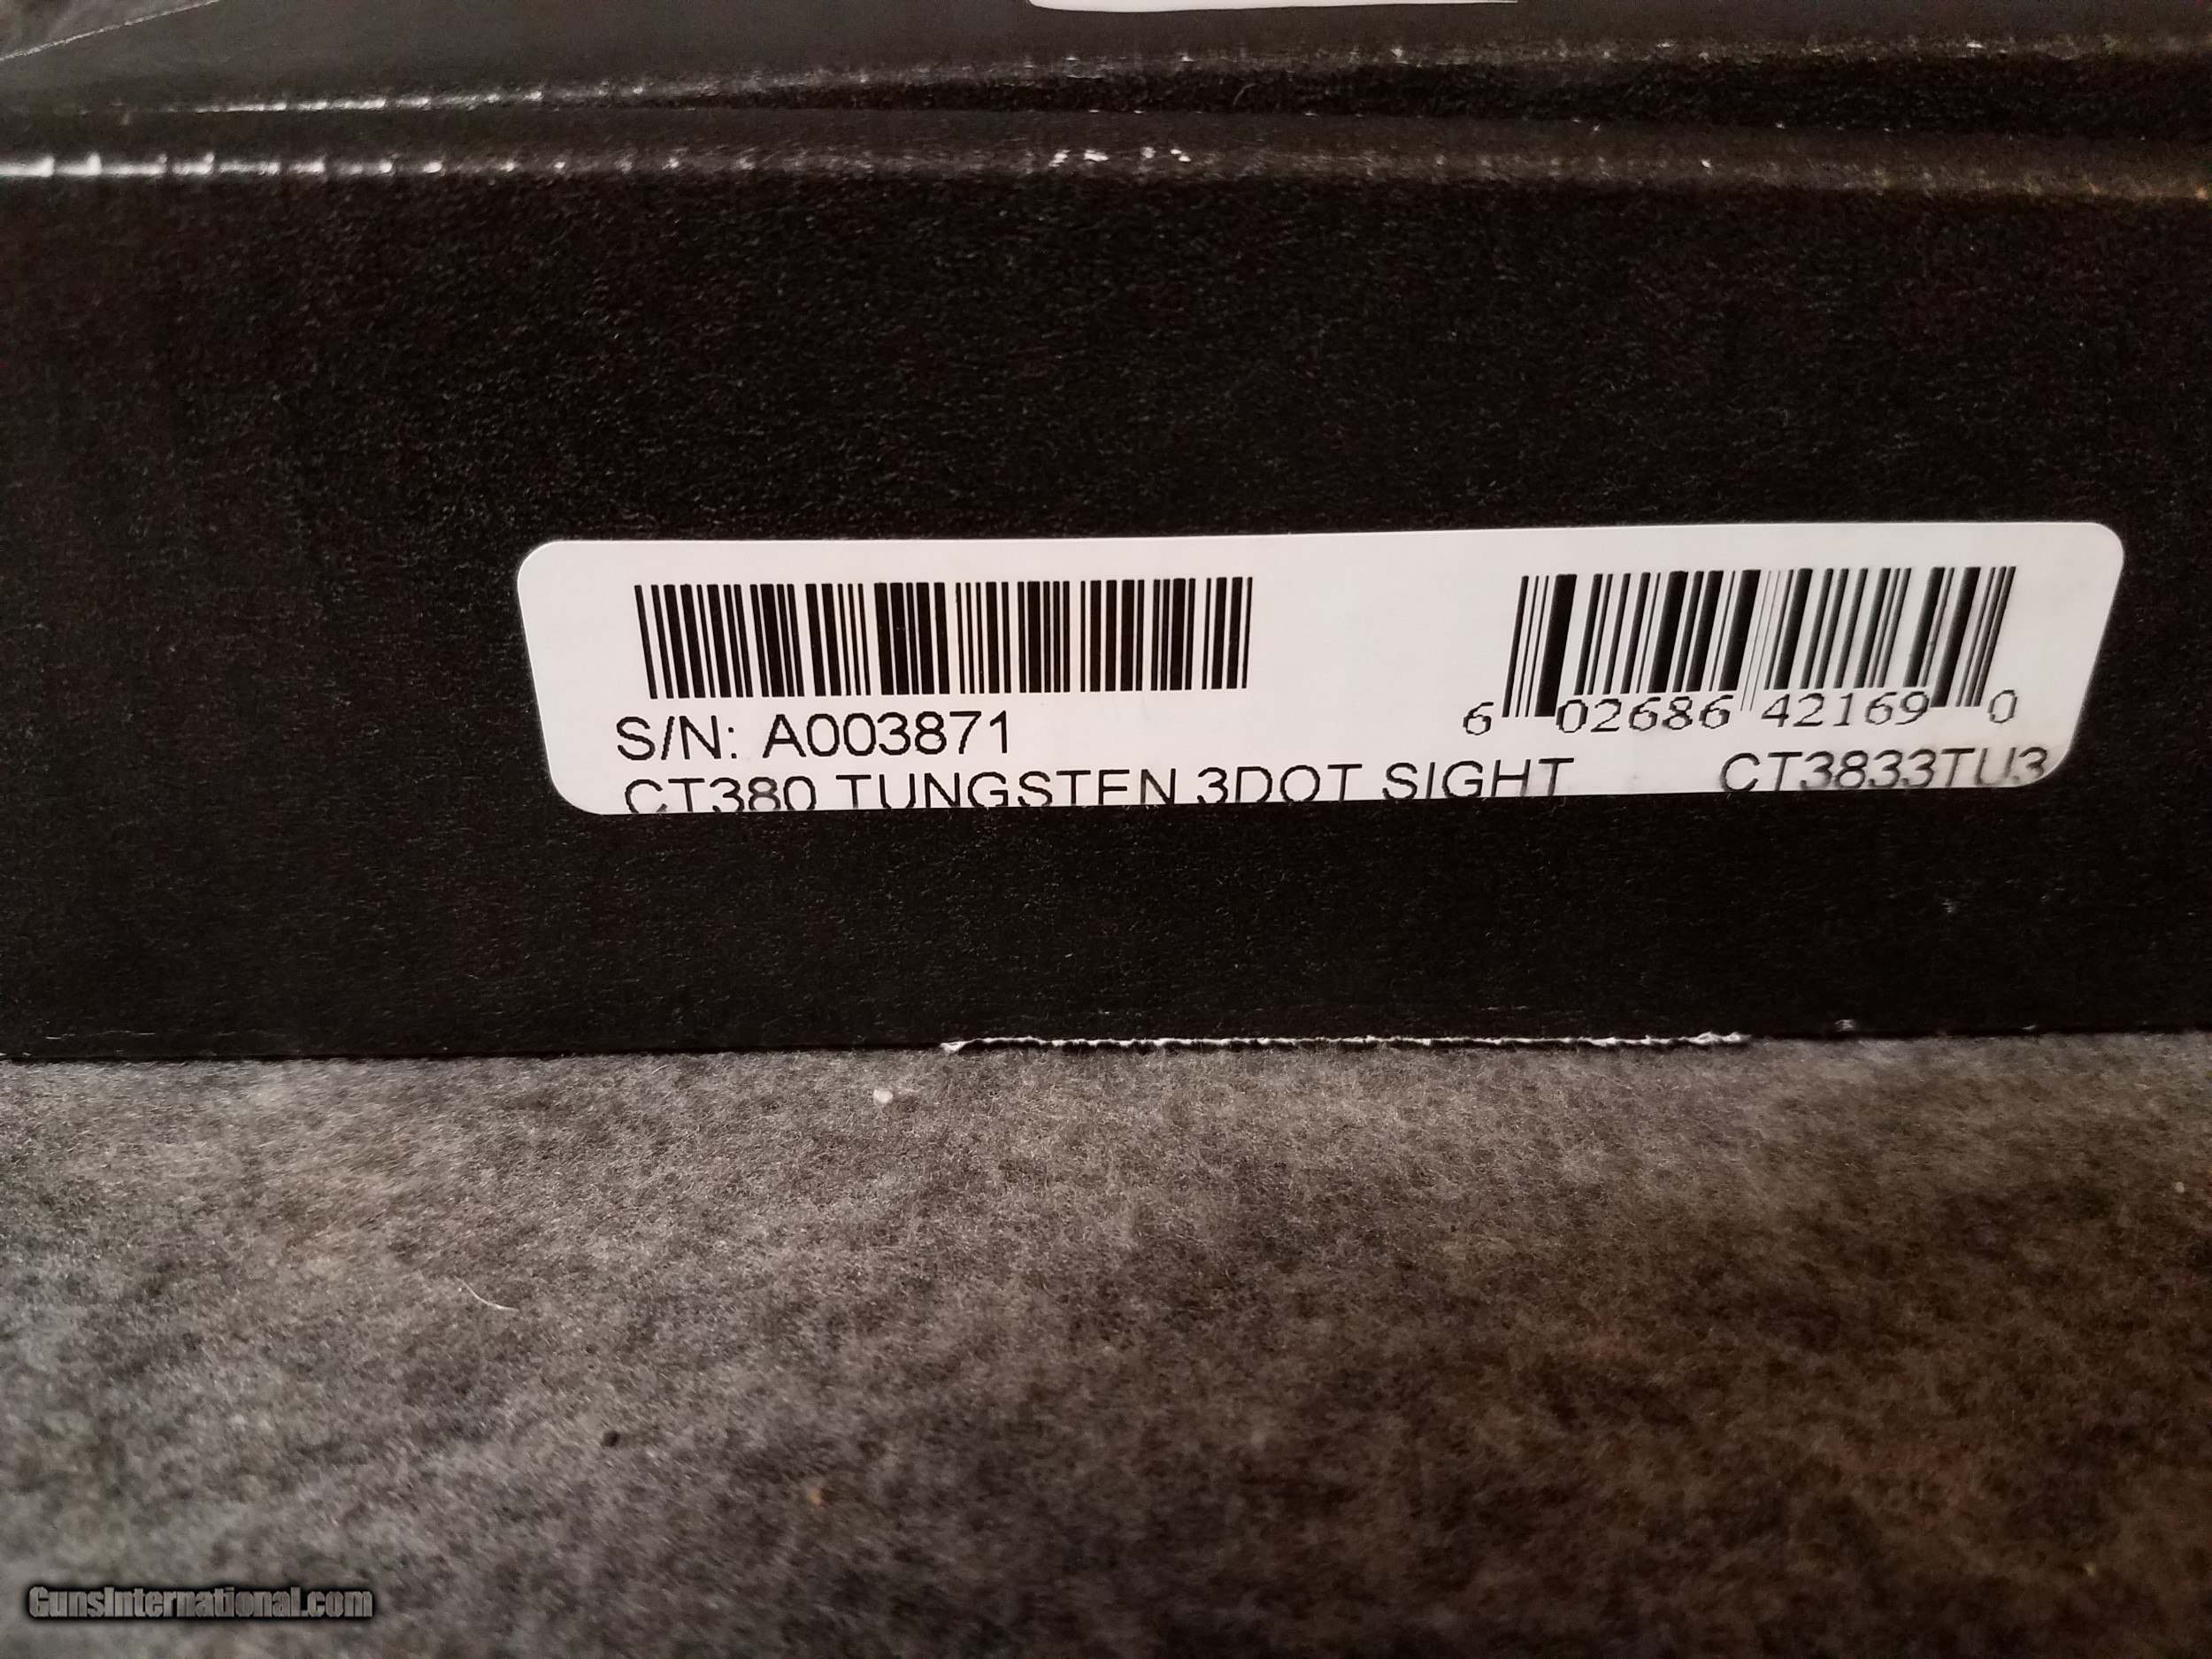 S/N: A003871
6 02686 42169 0
CT380 TUNGSTEN 3DOT SIGHT CT3833TU3
GunsInternational.com